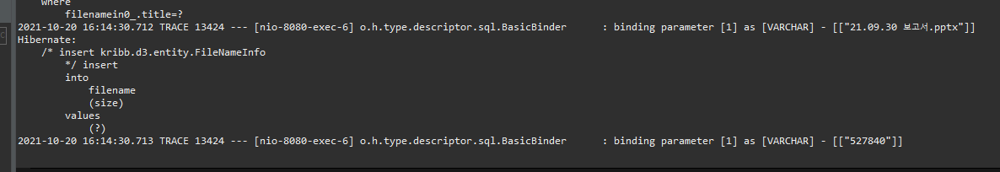 where
filenamein0_.title=?
2021-10-20 16:14:30.712 TRACE 13424 --- [nio-8080-exec-6] o.h.type.descriptor.sql.BasicBinder : binding parameter [1] as [VARCHAR] - [["21.09.30 보고서.pptx"]]
Hibernate:
/* insert kribb.d3.entity.FileNameInfo
*/ insert
into
filename
(size)
values
(?)
2021-10-20 16:14:30.713 TRACE 13424 --- [nio-8080-exec-6] o.h.type.descriptor.sql.BasicBinder : binding parameter [1] as [VARCHAR] - [["527840"]]